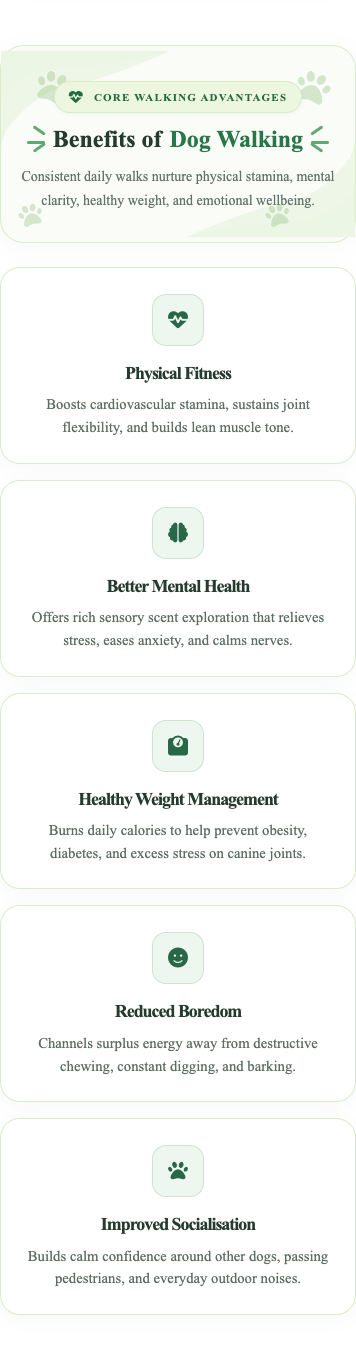 CORE WALKING ADVANTAGES
Benefits of Dog Walking
Consistent daily walks nurture physical stamina, mental
clarity, healthy weight, and emotional wellbeing.
Physical Fitness
Boosts cardiovascular stamina, sustains joint
flexibility, and builds lean muscle tone.
Better Mental Health
Offers rich sensory scent exploration that relieves
stress, eases anxiety, and calms nerves.
Healthy Weight Management
Burns daily calories to help prevent obesity,
diabetes, and excess stress on canine joints.
Reduced Boredom
Channels surplus energy away from destructive
chewing, constant digging, and barking.
Improved Socialisation
Builds calm confidence around other dogs, passing
pedestrians, and everyday outdoor noises.